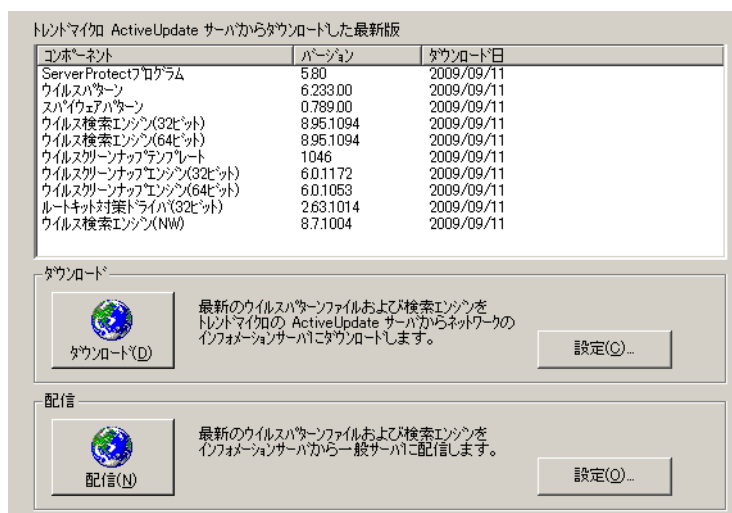 トレンドマイクロ ActiveUpdate サーバからダウンロードした最新版
コンポーネント バージョン ダウンロード日
ServerProtectプログラム 5.80 2009/09/11
ウイルスパターン 6.233.00 2009/09/11
スパイウェアパターン 0.789.00 2009/09/11
ウイルス検索エンジン(32ビット) 8.95.1094 2009/09/11
ウイルス検索エンジン(64ビット) 8.95.1094 2009/09/11
ウイルスクリーンナップテンプレート 1046 2009/09/11
ウイルスクリーンナップエンジン(32ビット) 6.0.1172 2009/09/11
ウイルスクリーンナップエンジン(64ビット) 6.0.1053 2009/09/11
ルートキット対策ドライバ(32ビット) 2.63.1014 2009/09/11
ウイルス検索エンジン(NW) 8.7.1004 2009/09/11
ダウンロード
最新のウイルスパターンファイルおよび検索エンジンを
トレンドマイクロの ActiveUpdate サーバからネットワークの
インフォメーションサーバにダウンロードします。
ダウンロード(D)
設定(C)...
配信
最新のウイルスパターンファイルおよび検索エンジンを
インフォメーションサーバから一般サーバに配信します。
配信(N)
設定(O)...